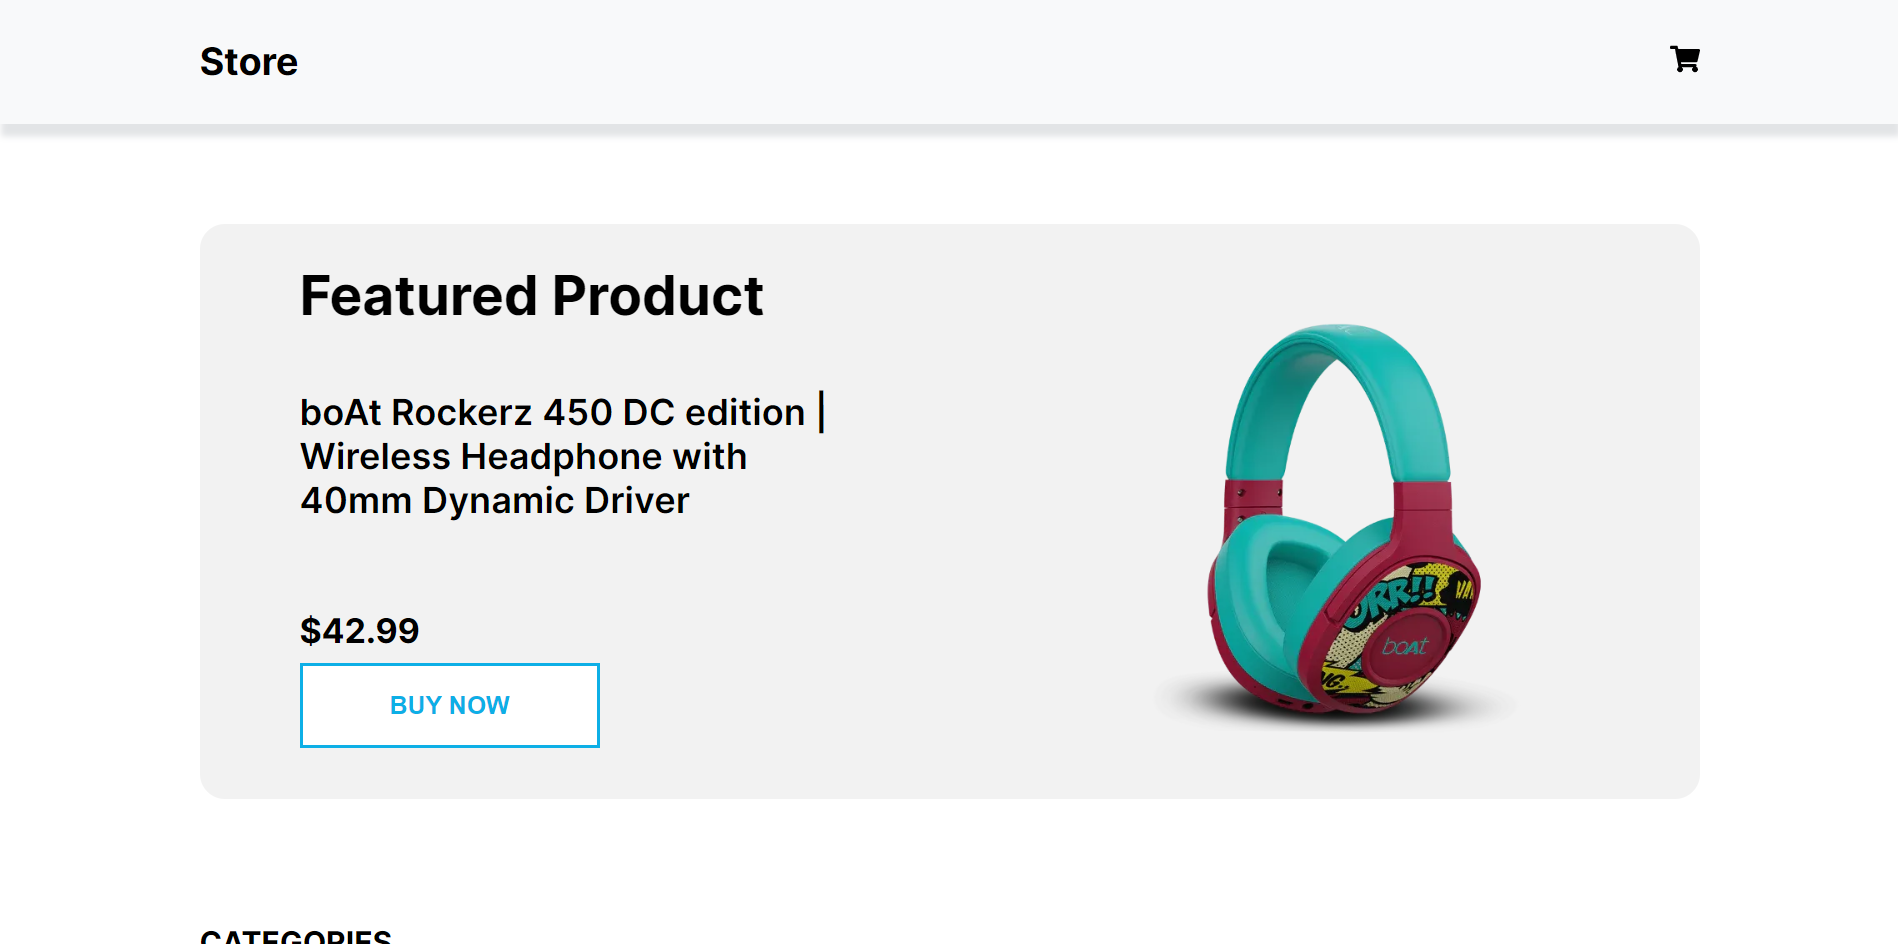 Store
Featured Product
boAt Rockerz 450 DC edition |
Wireless Headphone with
40mm Dynamic Driver
$42.99
BUY NOW
boAt
CATEGORIES